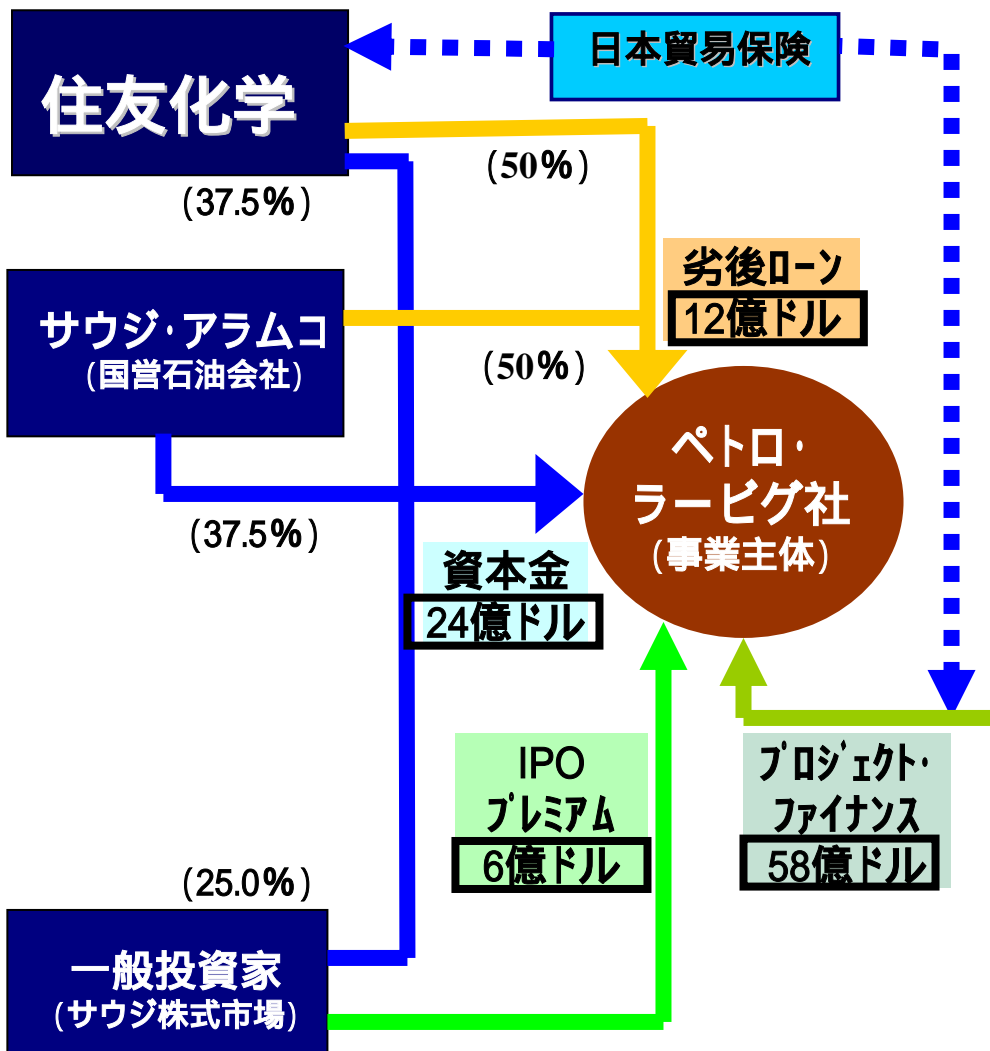 日本貿易保険
住友化学
(50%)
(37.5%)
劣後ローン
12億ドル
サウジ・アラムコ
(国営石油会社)
(50%)
ペトロ・
ラービグ社
(事業主体)
(37.5%)
資本金
24億ドル
IPO
プレミアム
6億ドル
プロジェクト・
ファイナンス
58億ドル
(25.0%)
一般投資家
(サウジ株式市場)